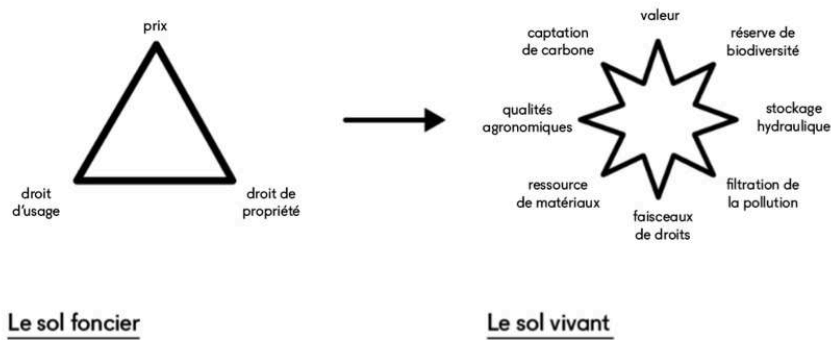 prix
droit
d'usage
droit de
propriété
valeur
captation
de carbone
réserve de
biodiversité
qualités
agronomiques
stockage
hydraulique
ressource
de matériaux
filtration de
la pollution
faisceaux
de droits
Le sol foncier
Le sol vivant